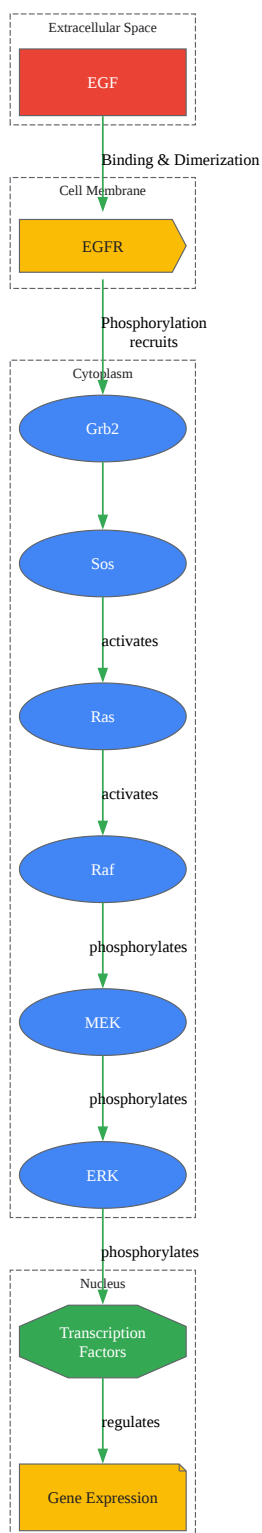 Extracellular Space
EGF
Binding & Dimerization
Cell Membrane
EGFR
Phosphorylation
recruits
Cytoplasm
Grb2
Sos
activates
Ras
activates
Raf
phosphorylates
MEK
phosphorylates
ERK
phosphorylates
Nucleus
Transcription
Factors
regulates
Gene Expression